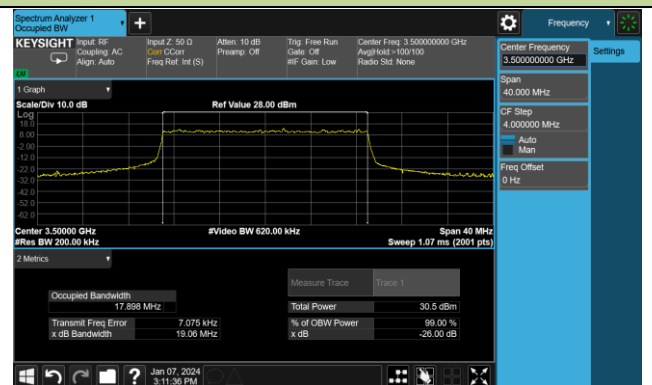 Spectrum Analyzer 1
Occupied BW
+
Frequency
KEYSIGHT
Input: RF
Coupling: AC
Align: Auto
Input Z: 50 Ω
Corr CCorr
Freq Ref: Int (S)
Atten: 10 dB
Preamp: Off
Trig: Free Run
Gate: Off
#IF Gain: Low
Center Freq: 3.500000000 GHz
Avg|Hold:>100/100
Radio Std: None
Center Frequency
3.500000000 GHz
Settings
Span
40.000 MHz
CF Step
4.000000 MHz
Auto
Man
Freq Offset
0 Hz
1 Graph
Scale/Div 10.0 dB
Ref Value 28.00 dBm
Log
18.0
8.00
-2.00
-12.0
-22.0
-32.0
-42.0
-52.0
-62.0
Center 3.50000 GHz
#Video BW 620.00 kHz
Span 40 MHz
#Res BW 200.00 kHz
Sweep 1.07 ms (2001 pts)
2 Metrics
Measure Trace
Trace 1
Occupied Bandwidth
17.898 MHz
Total Power
30.5 dBm
Transmit Freq Error
7.075 kHz
% of OBW Power
99.00 %
x dB Bandwidth
19.06 MHz
x dB
-26.00 dB
?
Jan 07, 2024
3:11:36 PM